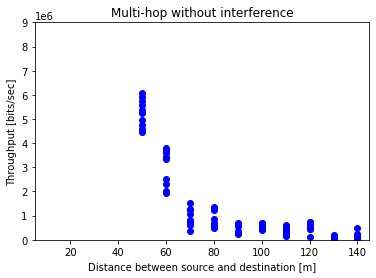 Multi-hop without interference
1e6
9
8
7
6
5
4
3
2
1
0
Throughput [bits/sec]
20 40 60 80 100 120 140
Distance between source and destination [m]